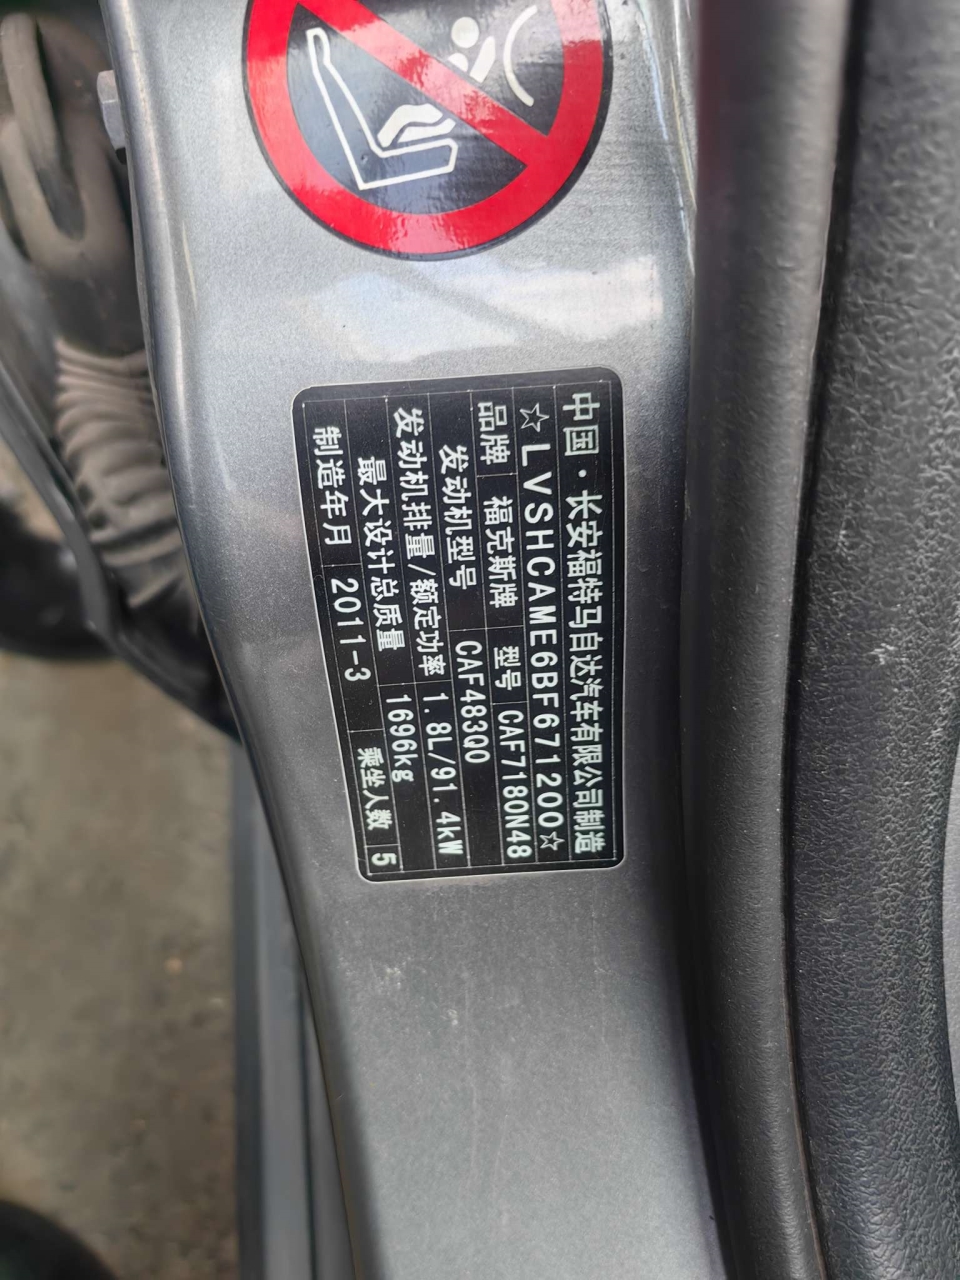 中国·长安福特马自达汽车有限公司制造
☆LVSHCAME6BF671200☆
品牌 福克斯牌 型号 CAF7180N48
发动机型号 CAF483Q0
发动机排量/额定功率 1.8L/91.4kW
最大设计总质量 1696kg
制造年月 2011-3 乘坐人数 5